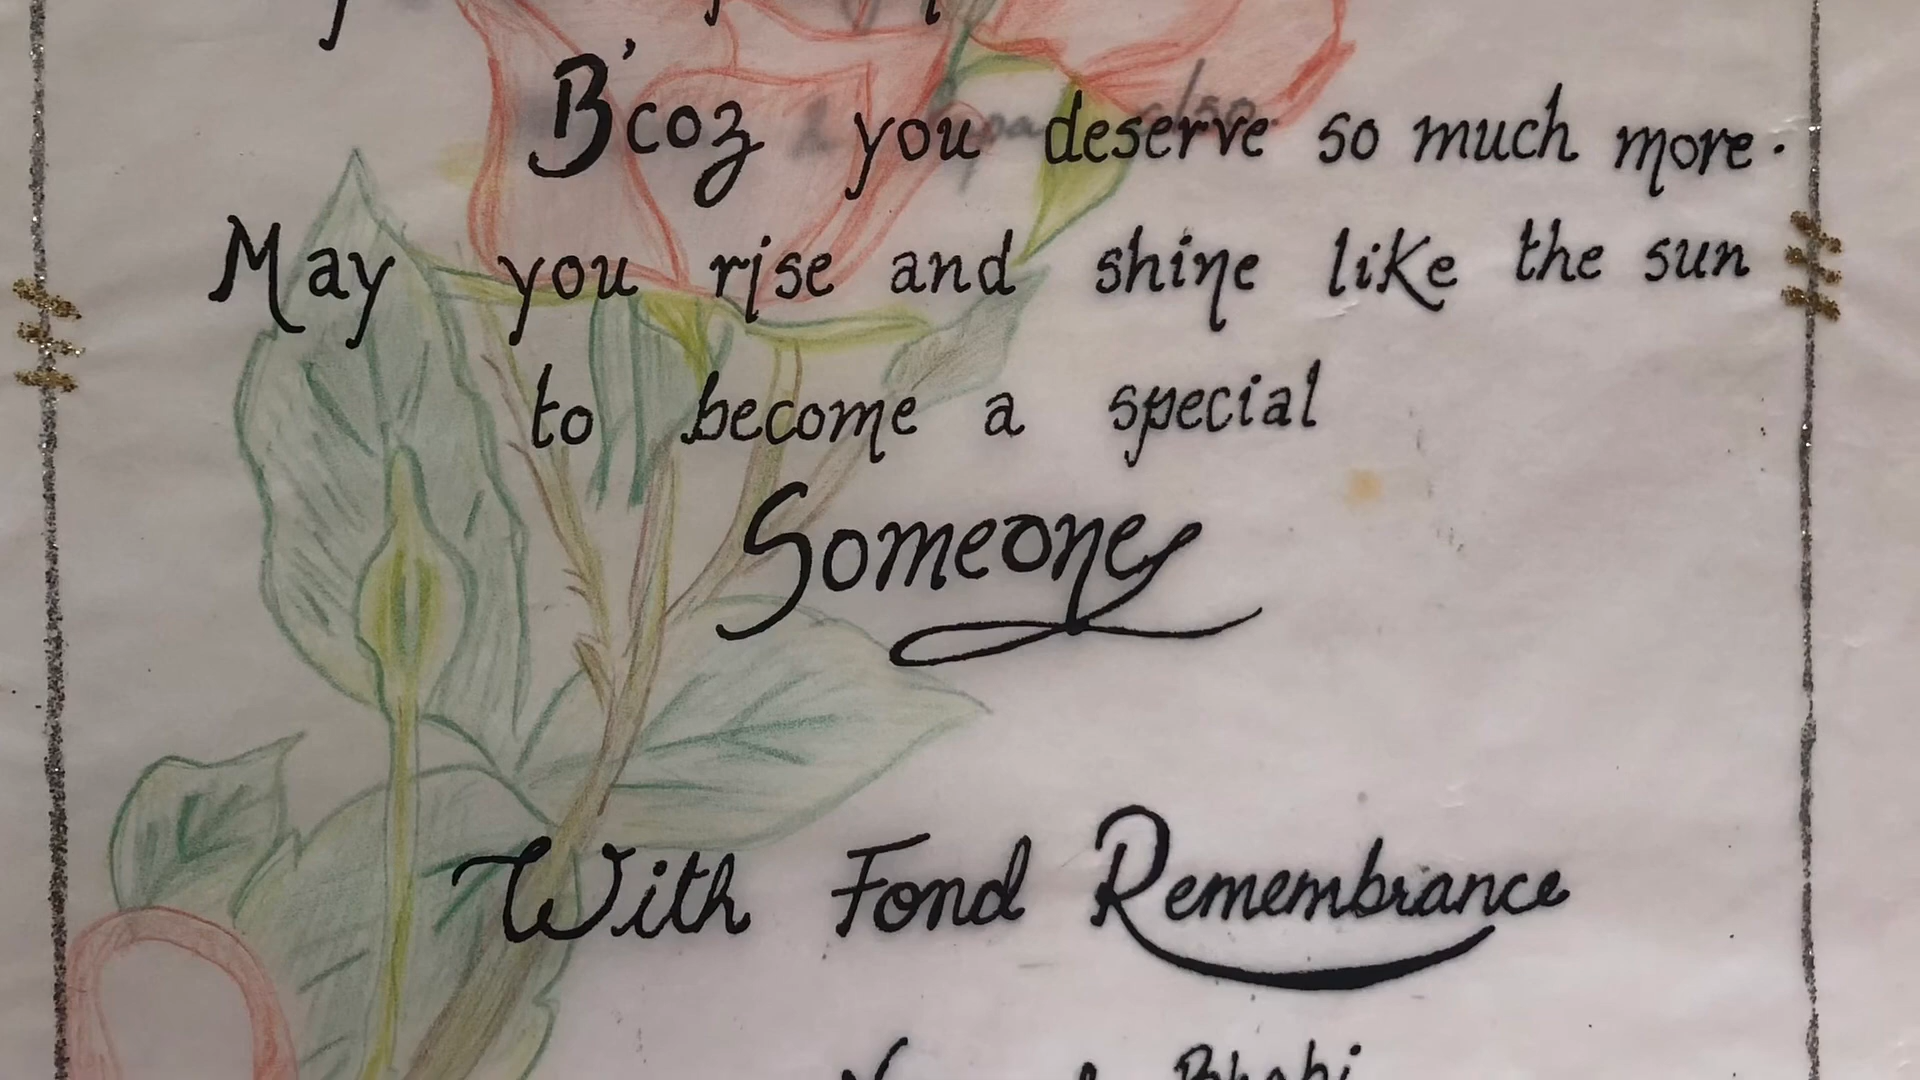 B'coz you deserve so much more.
May you rise and shine like the sun
to become a special
Someone
With Fond Remembrance
Bhabi